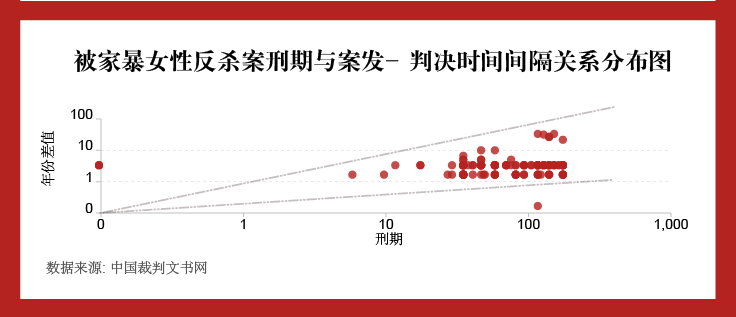 被家暴女性反杀案刑期与案发- 判决时间间隔关系分布图
100
10
1
0
年份差值
0 1 10 100 1,000
刑期
数据来源: 中国裁判文书网